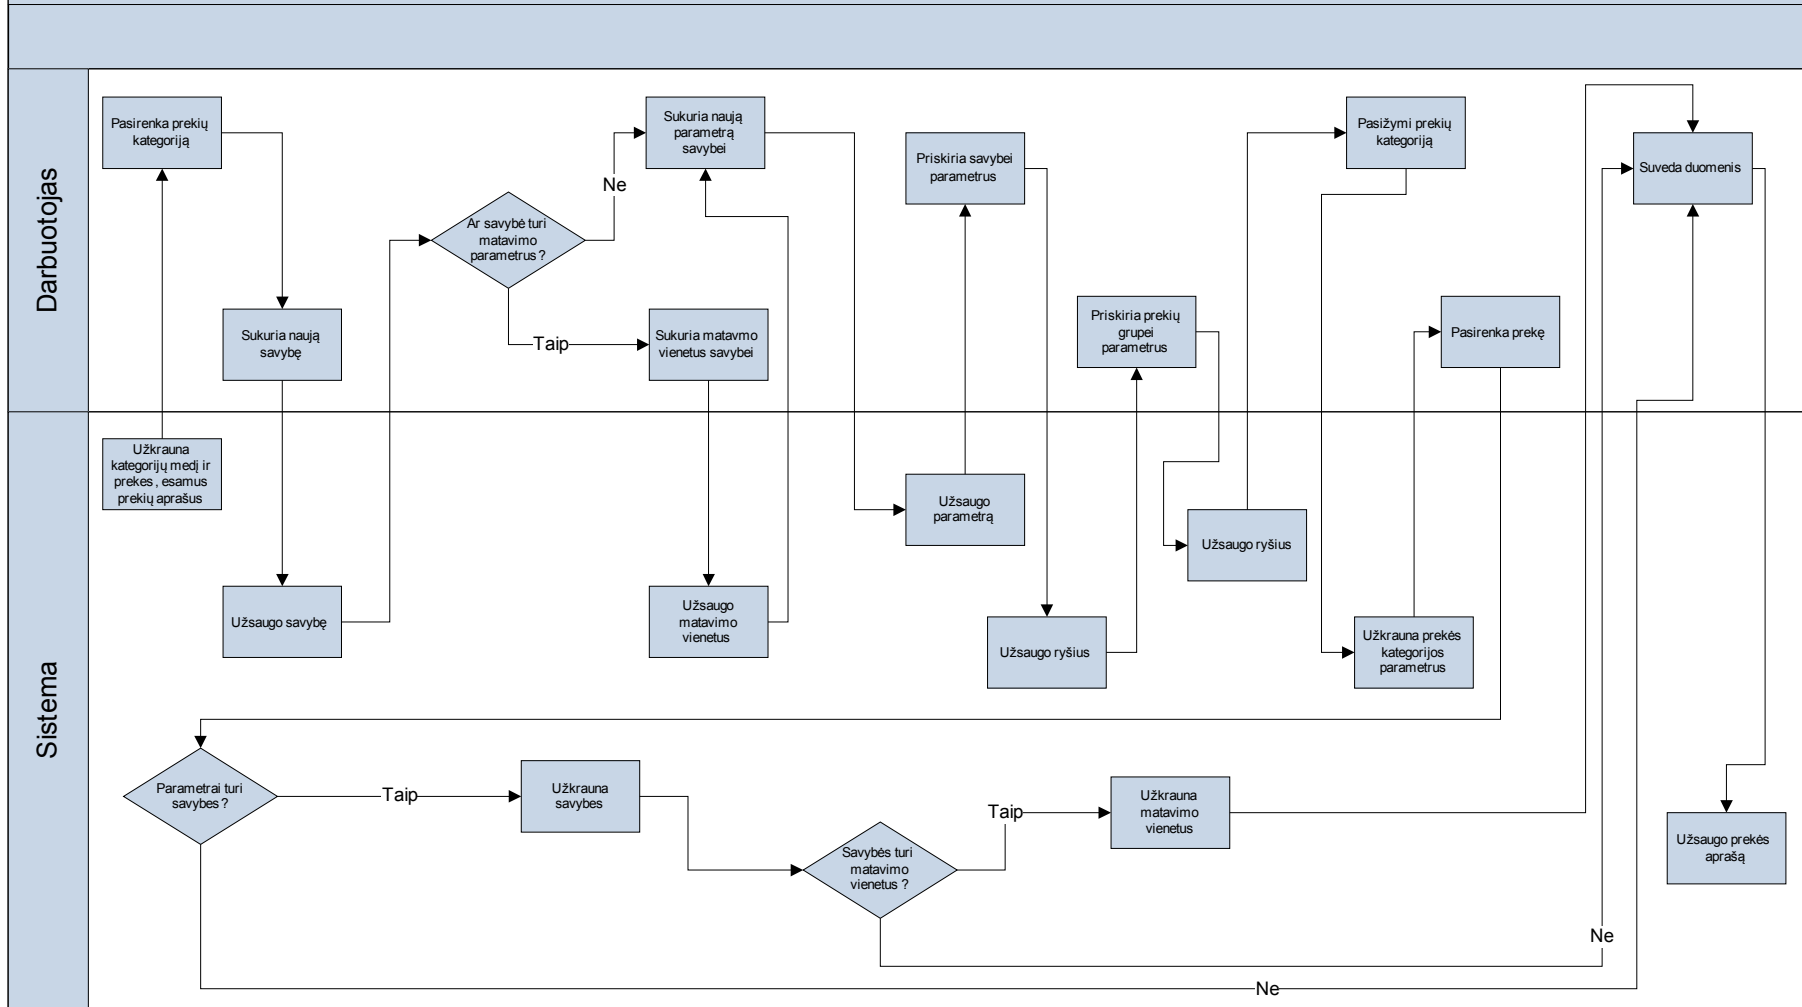 Darbuotojas
Pasirenka prekių
kategoriją
Sukuria naują
savybę
Ar savybė turi
matavimo
parametrus ?
Ne
Taip
Sukuria naują
parametrą
savybei
Sukuria matavmo
vienetus savybei
Priskiria savybei
parametrus
Priskiria prekių
grupei
parametrus
Pasižymi prekių
kategoriją
Pasirenka prekę
Suveda duomenis
Sistema
Užkrauna
kategorijų medį ir
prekes , esamus
prekių aprašus
Užsaugo savybę
Užsaugo
matavimo
vienetus
Užsaugo
parametrą
Užsaugo ryšius
Užsaugo ryšius
Užkrauna prekės
kategorijos
parametrus
Parametrai turi
savybes ?
Taip
Užkrauna
savybes
Savybės turi
matavimo
vienetus ?
Taip
Užkrauna
matavimo
vienetus
Užsaugo prekės
aprašą
Ne
Ne